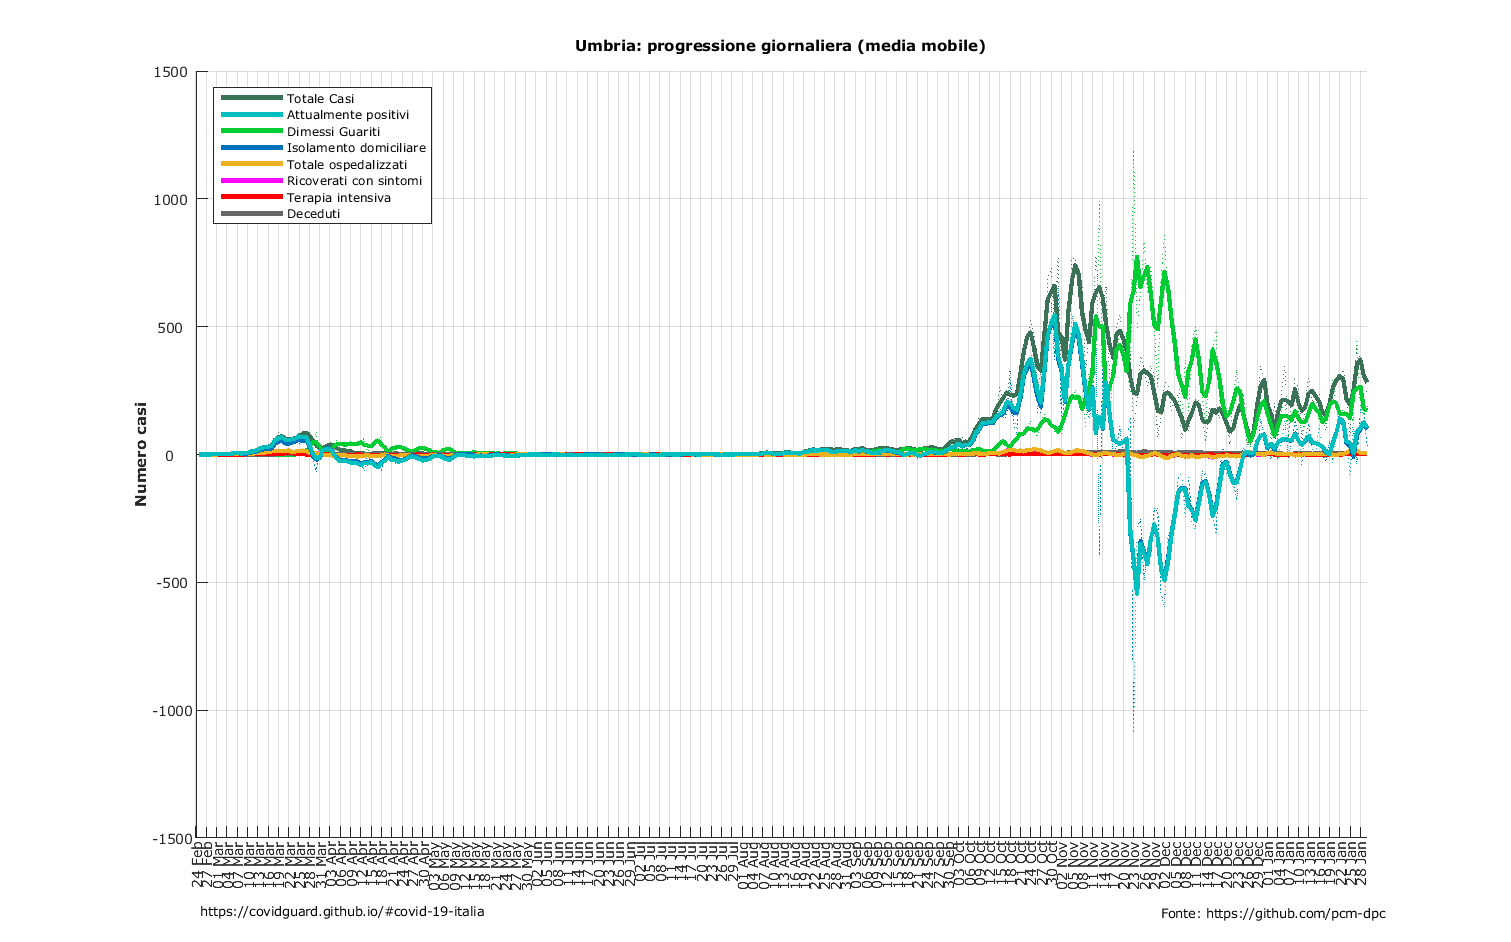 Umbria: progressione giornaliera (media mobile)
1500
1000
500
0
-500
-1000
-1500
Numero casi
Totale Casi
Attualmente positivi
Dimessi Guariti
Isolamento domiciliare
Totale ospedalizzati
Ricoverati con sintomi
Terapia intensiva
Deceduti
24 Feb
27 Feb
01 Mar
04 Mar
07 Mar
10 Mar
13 Mar
16 Mar
19 Mar
22 Mar
25 Mar
28 Mar
31 Mar
03 Apr
06 Apr
09 Apr
12 Apr
15 Apr
18 Apr
21 Apr
24 Apr
27 Apr
30 Apr
03 May
06 May
09 May
12 May
15 May
18 May
21 May
24 May
27 May
30 May
02 Jun
05 Jun
08 Jun
11 Jun
14 Jun
17 Jun
20 Jun
23 Jun
26 Jun
29 Jun
02 Jul
05 Jul
08 Jul
11 Jul
14 Jul
17 Jul
20 Jul
23 Jul
26 Jul
29 Jul
01 Aug
04 Aug
07 Aug
10 Aug
13 Aug
16 Aug
19 Aug
22 Aug
25 Aug
28 Aug
31 Aug
03 Sep
06 Sep
09 Sep
12 Sep
15 Sep
18 Sep
21 Sep
24 Sep
27 Sep
30 Sep
03 Oct
06 Oct
09 Oct
12 Oct
15 Oct
18 Oct
21 Oct
24 Oct
27 Oct
30 Oct
02 Nov
05 Nov
08 Nov
11 Nov
14 Nov
17 Nov
20 Nov
23 Nov
26 Nov
29 Nov
02 Dec
05 Dec
08 Dec
11 Dec
14 Dec
17 Dec
20 Dec
23 Dec
26 Dec
29 Dec
01 Jan
04 Jan
07 Jan
10 Jan
13 Jan
16 Jan
19 Jan
22 Jan
25 Jan
28 Jan
https://covidguard.github.io/#covid-19-italia
Fonte: https://github.com/pcm-dpc